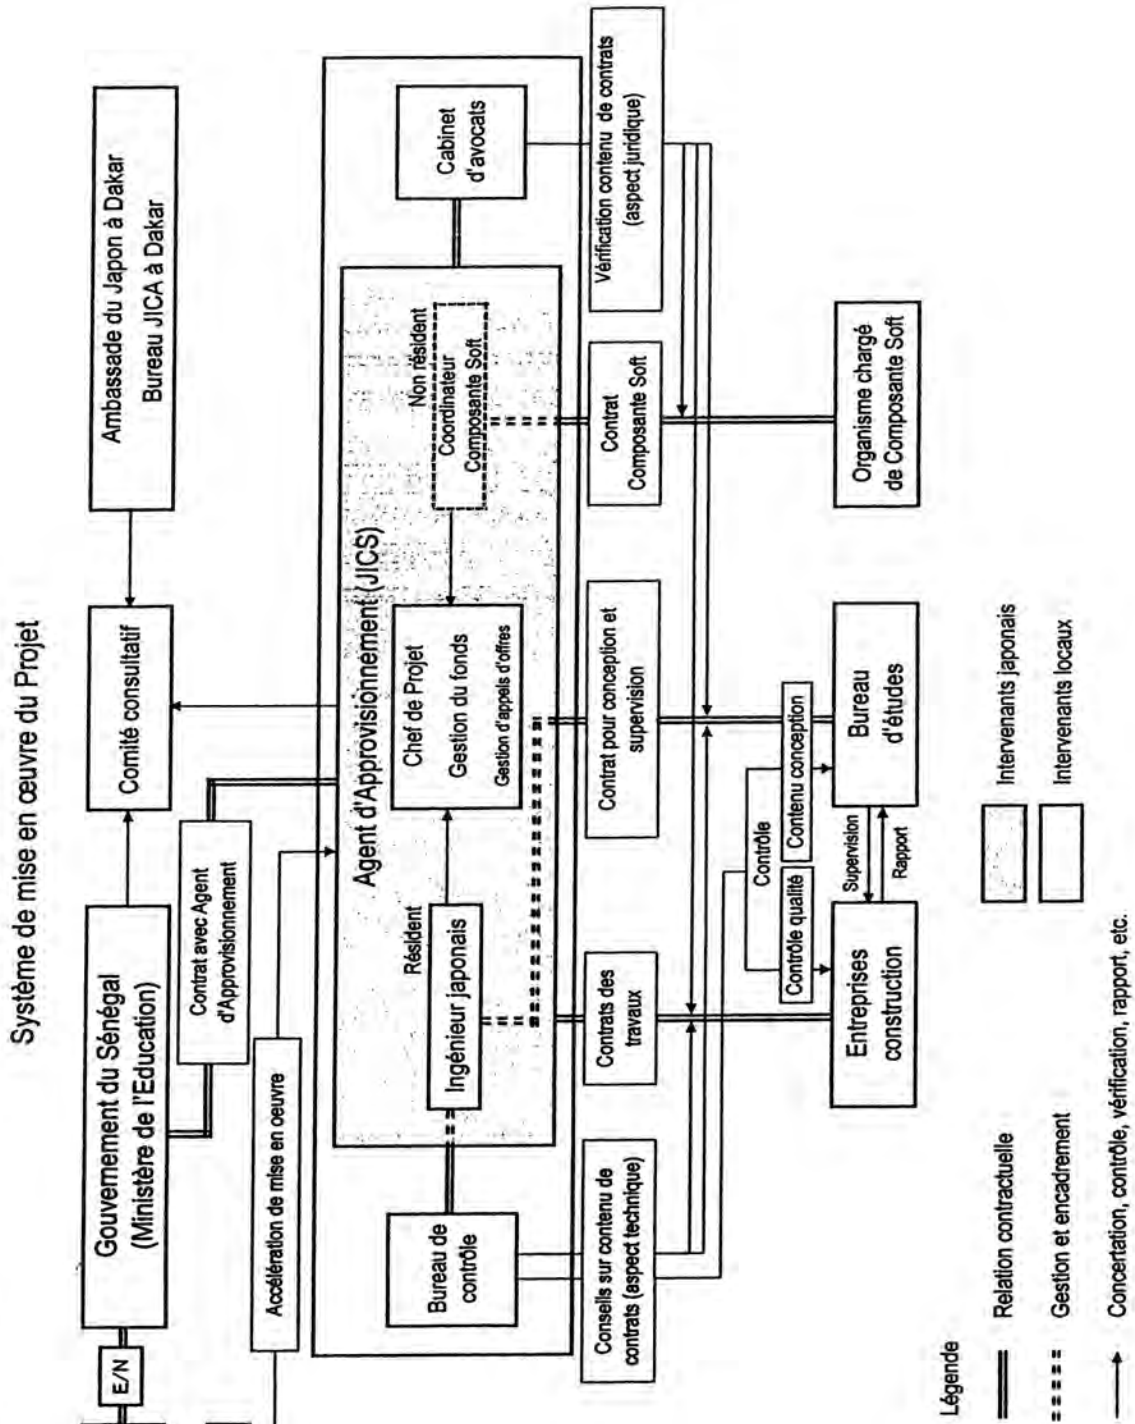 Système de mise en œuvre du Projet
E/N
Gouvernement du Sénégal
(Ministère de l'Education)
Comité consultatif
Ambassade du Japon à Dakar
Bureau JICA à Dakar
Contrat avec Agent
d'Approvisionnement
Accélération de mise en oeuvre
Agent d'Approvisionnement (JICS)
Bureau de
contrôle
Résident
Ingénieur japonais
Chef de Projet
Gestion du fonds
Gestion d'appels d'offres
Non résident
Coordinateur
Composante Soft
Cabinet
d'avocats
Conseils sur contenu de
contrats (aspect technique)
Contrats des
travaux
Contrat pour conception et
supervision
Contrat
Composante Soft
Vérification contenu de contrats
(aspect juridique)
Contrôle
Contrôle qualité
Contenu conception
Entreprises
construction
Supervision
Rapport
Bureau
d'études
Organisme chargé
de Composante Soft
Légende
Relation contractuelle
Gestion et encadrement
Concertation, contrôle, vérification, rapport, etc.
Intervenants japonais
Intervenants locaux